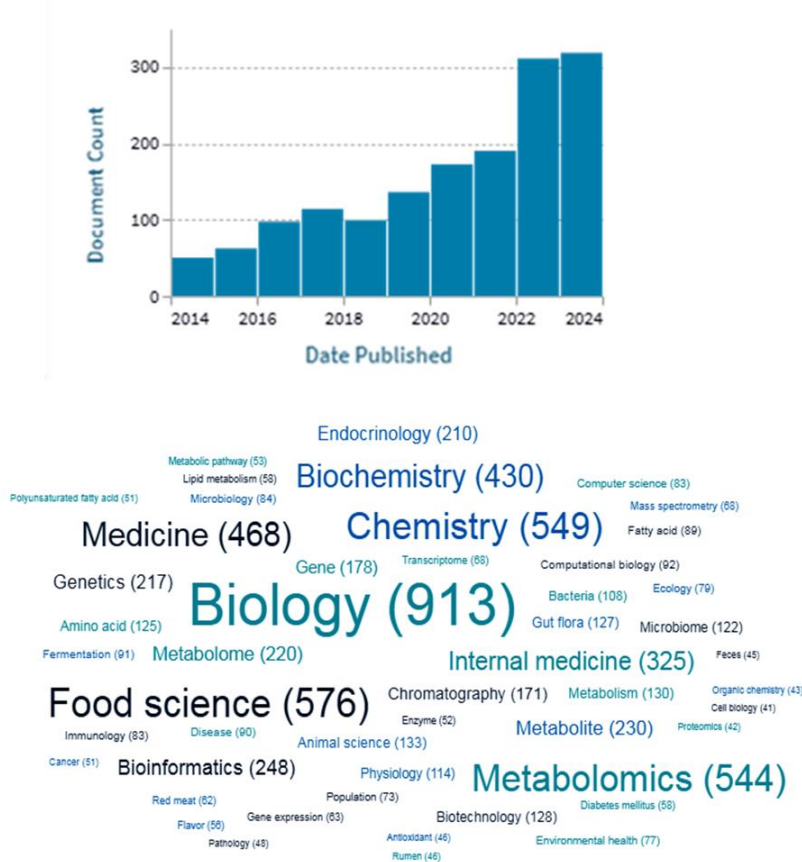 Document Count
300
200
100
0
2014 2016 2018 2020 2022 2024
Date Published
Endocrinology (210)
Metabolic pathway (53)
Lipid metabolism (58)
Biochemistry (430)
Computer science (83)
Polyunsaturated fatty acid (51)
Microbiology (84)
Mass spectrometry (68)
Medicine (468)
Chemistry (549)
Fatty acid (89)
Gene (178)
Transcriptome (68)
Computational biology (92)
Genetics (217)
Biology (913)
Bacteria (108)
Ecology (79)
Amino acid (125)
Gut flora (127)
Microbiome (122)
Fermentation (91)
Metabolome (220)
Internal medicine (325)
Feces (45)
Food science (576)
Chromatography (171)
Metabolism (130)
Organic chemistry (43)
Cell biology (41)
Immunology (83)
Disease (90)
Enzyme (52)
Metabolite (230)
Proteomics (42)
Animal science (133)
Cancer (51)
Bioinformatics (248)
Physiology (114)
Metabolomics (544)
Red meat (62)
Population (73)
Diabetes mellitus (58)
Flavor (56)
Gene expression (63)
Biotechnology (128)
Pathology (48)
Antioxidant (46)
Environmental health (77)
Rumen (46)